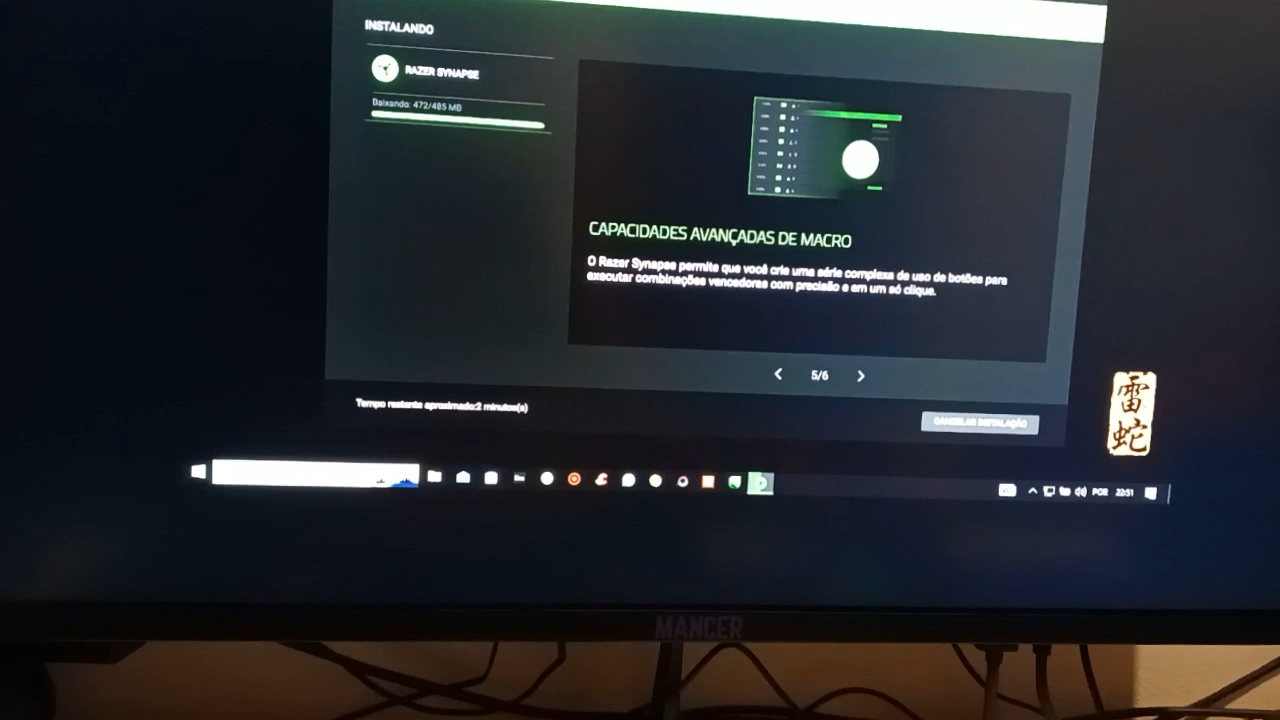 INSTALANDO
RAZER SYNAPSE
Baixando: 472/485 MB
CAPACIDADES AVANÇADAS DE MACRO
O Razer Synapse permite que você crie uma série complexa de uso de botões para
executar combinações vencedoras com precisão e em um só clique.
5/6
Tempo restante aproximado:2 minutos(s)
CANCELAR INSTALAÇÃO
雷
蛇
POR
22:51
MANCER